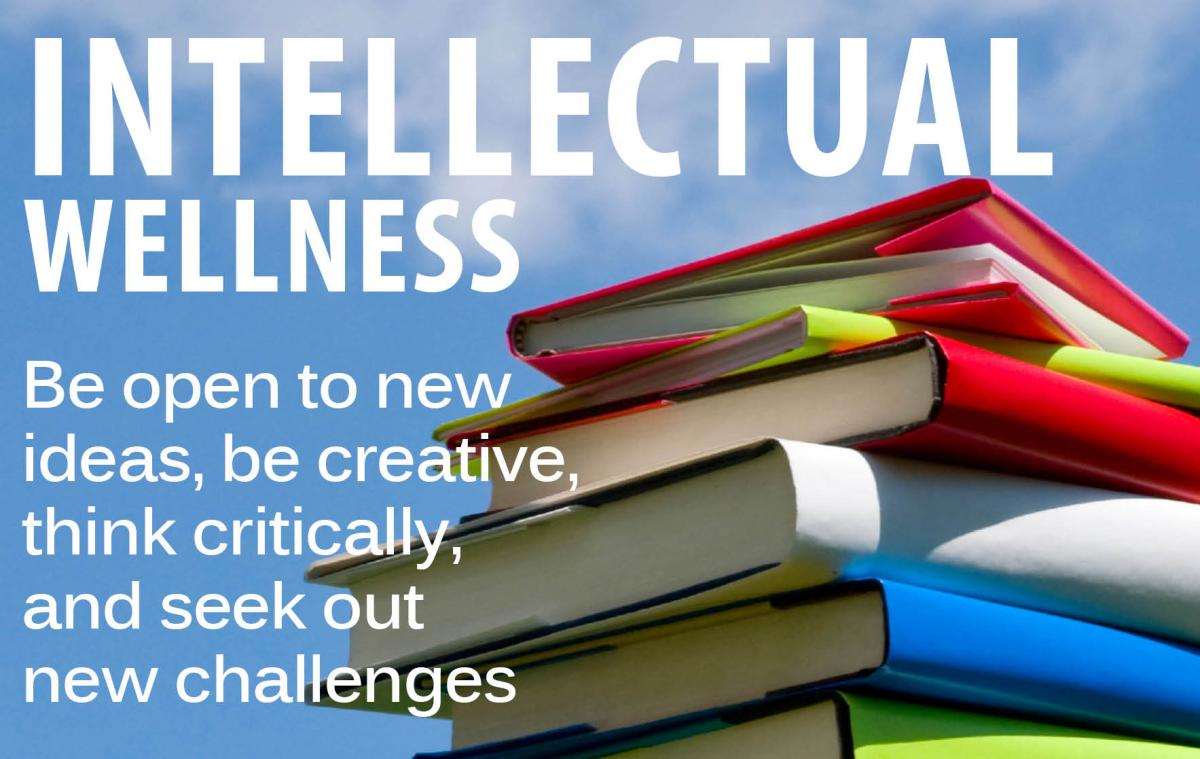 INTELLECTUAL
WELLNESS
Be open to new
ideas, be creative,
think critically,
and seek out
new challenges